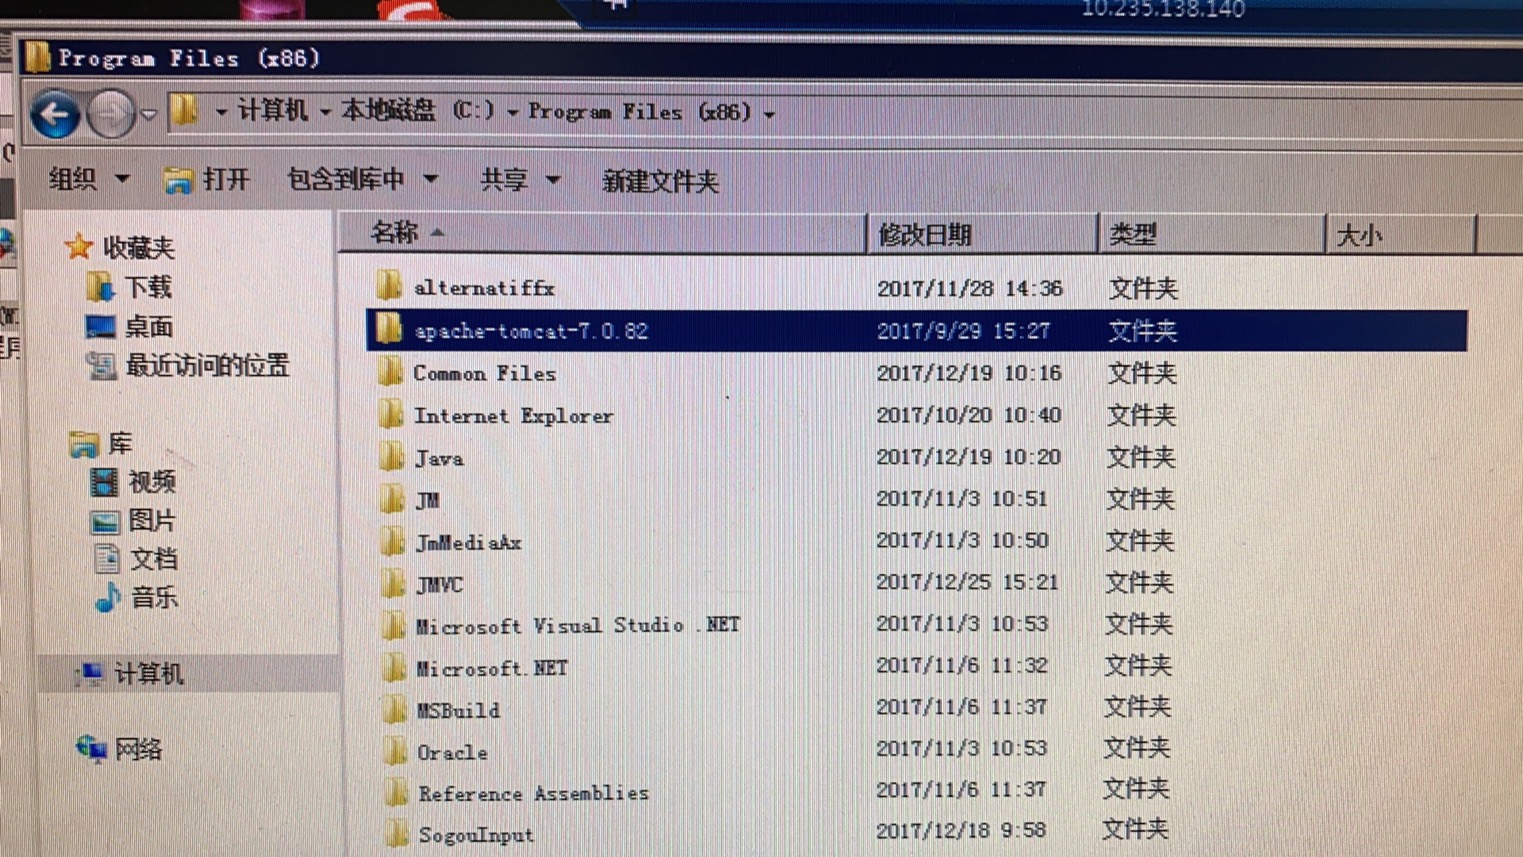 10.235.138.140
Program Files (x86)
计算机 本地磁盘 (C:) Program Files (x86)
组织 打开 包含到库中 共享 新建文件夹
收藏夹
下载
桌面
最近访问的位置
库
视频
图片
文档
音乐
计算机
网络
名称 修改日期 类型 大小
alternatiffx 2017/11/28 14:36 文件夹
apache-tomcat-7.0.82 2017/9/29 15:27 文件夹
Common Files 2017/12/19 10:16 文件夹
Internet Explorer 2017/10/20 10:40 文件夹
Java 2017/12/19 10:20 文件夹
JM 2017/11/3 10:51 文件夹
JmMediaAx 2017/11/3 10:50 文件夹
JMVC 2017/12/25 15:21 文件夹
Microsoft Visual Studio .NET 2017/11/3 10:53 文件夹
Microsoft.NET 2017/11/6 11:32 文件夹
MSBuild 2017/11/6 11:37 文件夹
Oracle 2017/11/3 10:53 文件夹
Reference Assemblies 2017/11/6 11:37 文件夹
SogouInput 2017/12/18 9:58 文件夹